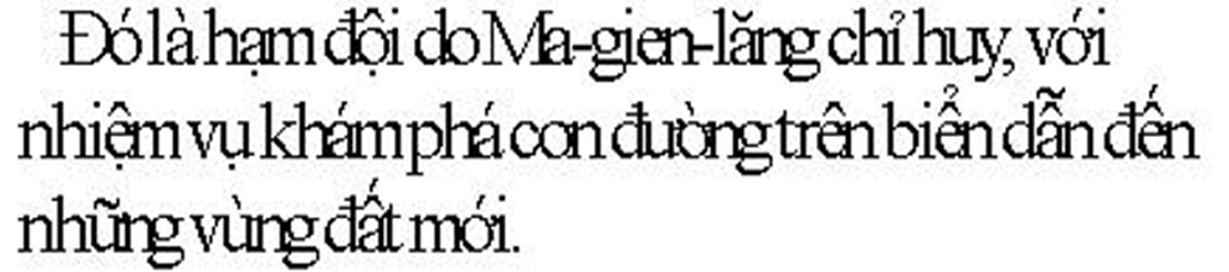 Đó là hạm đội do Ma-gien-lăng chỉ huy, với
nhiệm vụ khám phá con đường trên biển dẫn đến
những vùng đất mới.